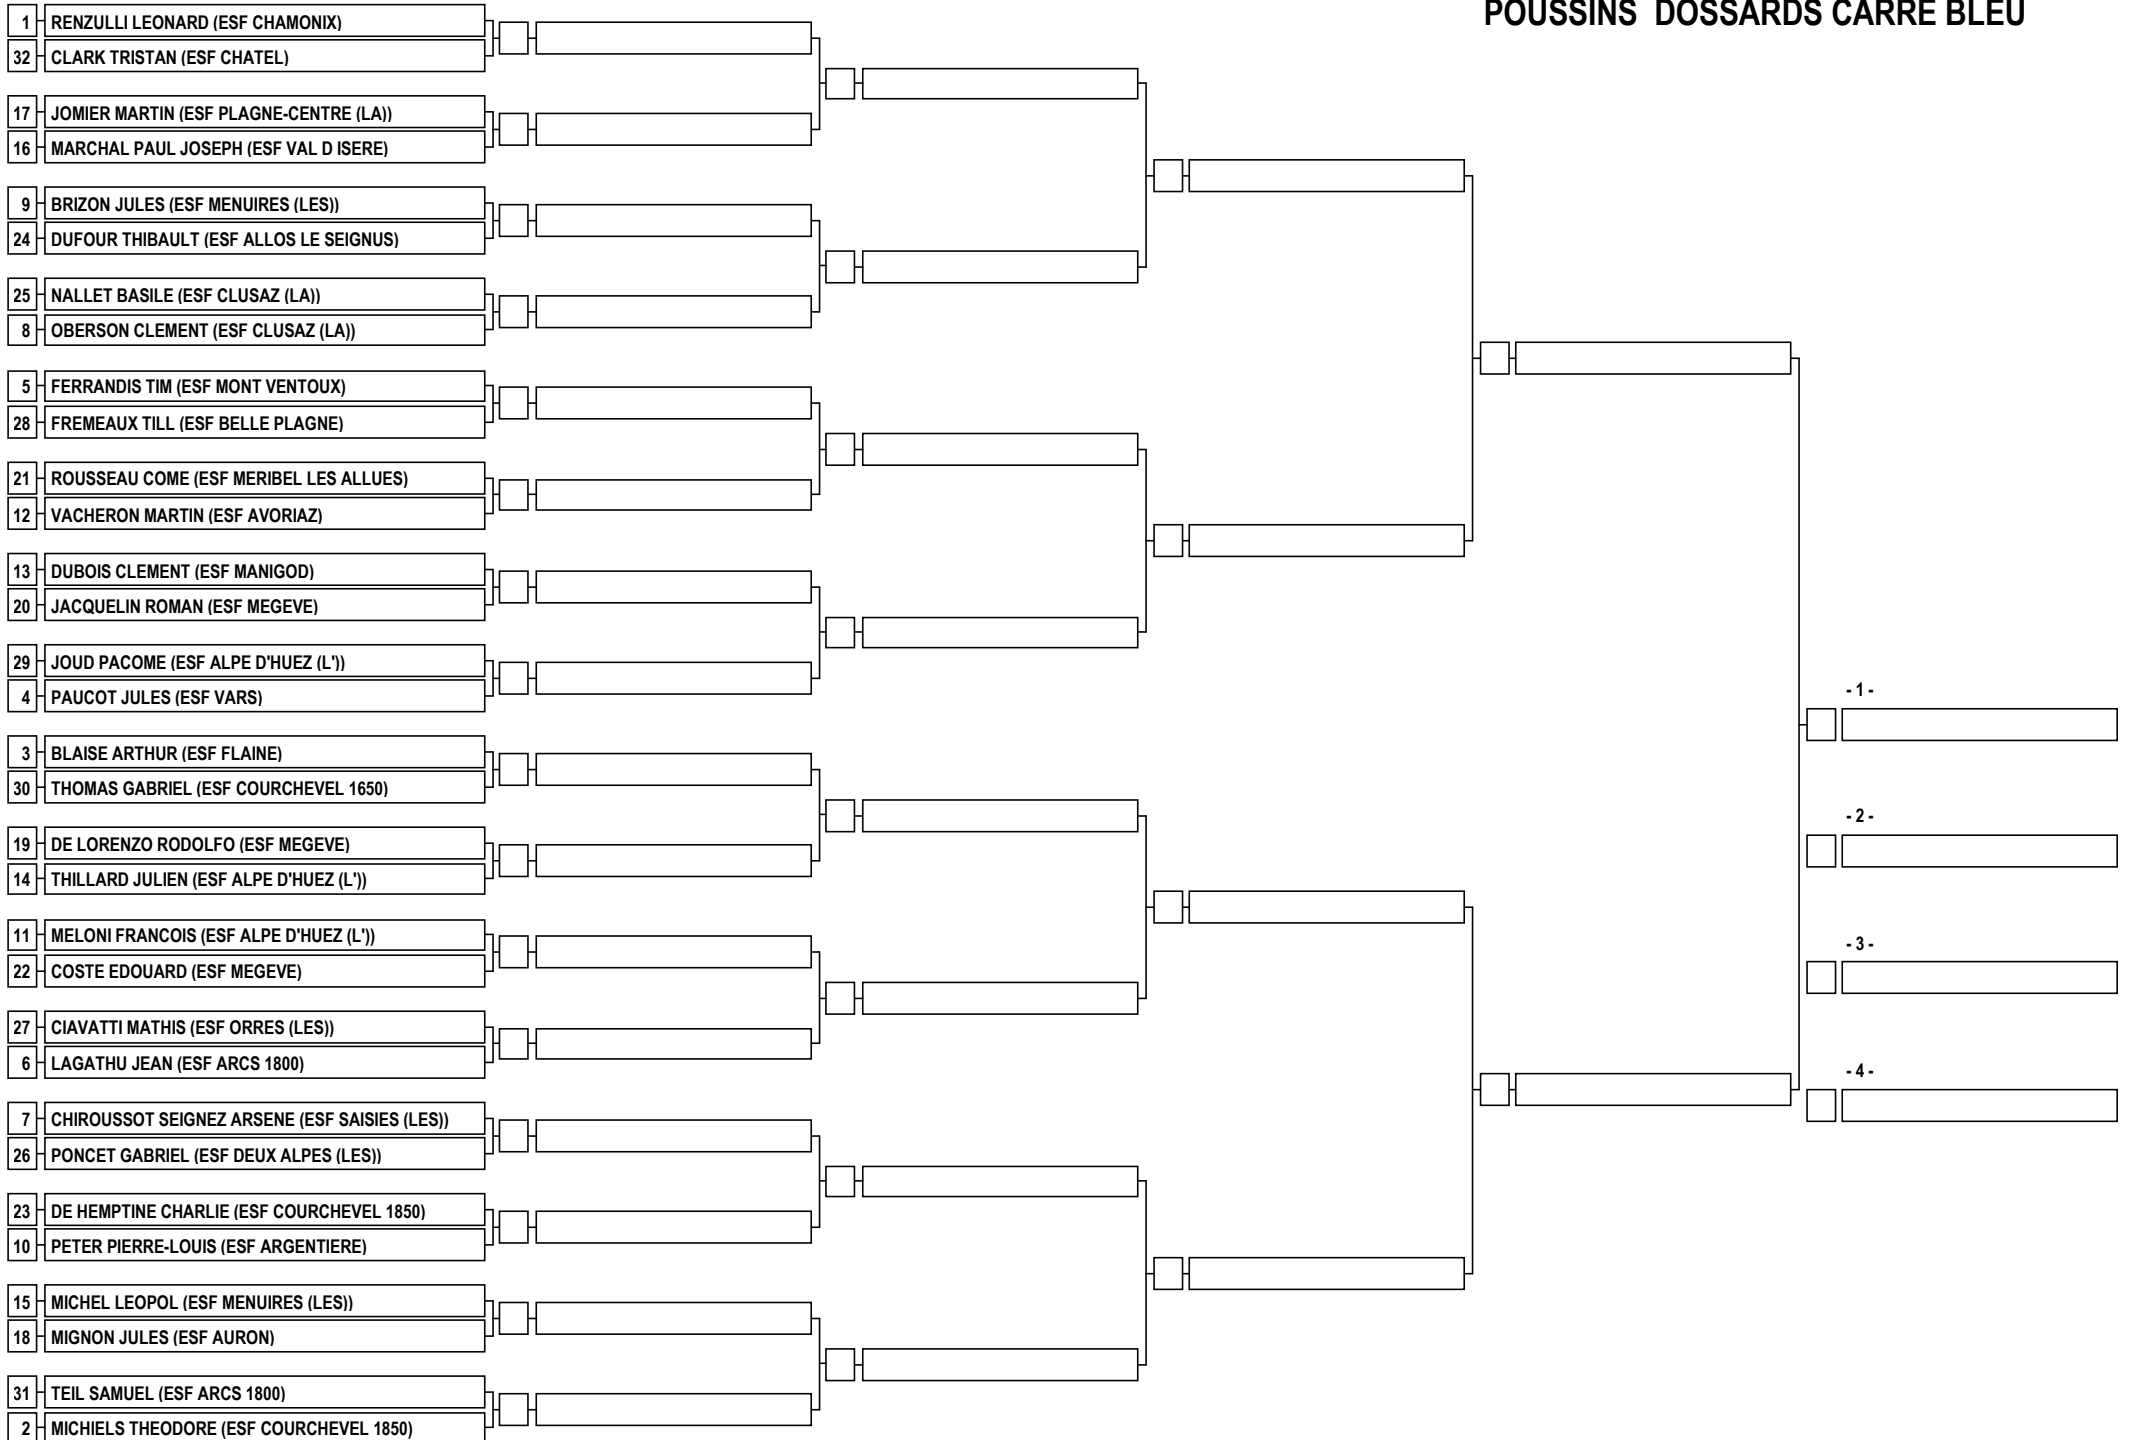 POUSSINS  DOSSARDS CARRE BLEU
1 RENZULLI LEONARD (ESF CHAMONIX)
32 CLARK TRISTAN (ESF CHATEL)
17 JOMIER MARTIN (ESF PLAGNE-CENTRE (LA))
16 MARCHAL PAUL JOSEPH (ESF VAL D ISERE)
9 BRIZON JULES (ESF MENUIRES (LES))
24 DUFOUR THIBAULT (ESF ALLOS LE SEIGNUS)
25 NALLET BASILE (ESF CLUSAZ (LA))
8 OBERSON CLEMENT (ESF CLUSAZ (LA))
5 FERRANDIS TIM (ESF MONT VENTOUX)
28 FREMEAUX TILL (ESF BELLE PLAGNE)
21 ROUSSEAU COME (ESF MERIBEL LES ALLUES)
12 VACHERON MARTIN (ESF AVORIAZ)
13 DUBOIS CLEMENT (ESF MANIGOD)
20 JACQUELIN ROMAN (ESF MEGEVE)
29 JOUD PACOME (ESF ALPE D'HUEZ (L'))
4 PAUCOT JULES (ESF VARS)
3 BLAISE ARTHUR (ESF FLAINE)
30 THOMAS GABRIEL (ESF COURCHEVEL 1650)
19 DE LORENZO RODOLFO (ESF MEGEVE)
14 THILLARD JULIEN (ESF ALPE D'HUEZ (L'))
11 MELONI FRANCOIS (ESF ALPE D'HUEZ (L'))
22 COSTE EDOUARD (ESF MEGEVE)
27 CIAVATTI MATHIS (ESF ORRES (LES))
6 LAGATHU JEAN (ESF ARCS 1800)
7 CHIROUSSOT SEIGNEZ ARSENE (ESF SAISIES (LES))
26 PONCET GABRIEL (ESF DEUX ALPES (LES))
23 DE HEMPTINE CHARLIE (ESF COURCHEVEL 1850)
10 PETER PIERRE-LOUIS (ESF ARGENTIERE)
15 MICHEL LEOPOL (ESF MENUIRES (LES))
18 MIGNON JULES (ESF AURON)
31 TEIL SAMUEL (ESF ARCS 1800)
2 MICHIELS THEODORE (ESF COURCHEVEL 1850)
- 1 -
- 2 -
- 3 -
- 4 -